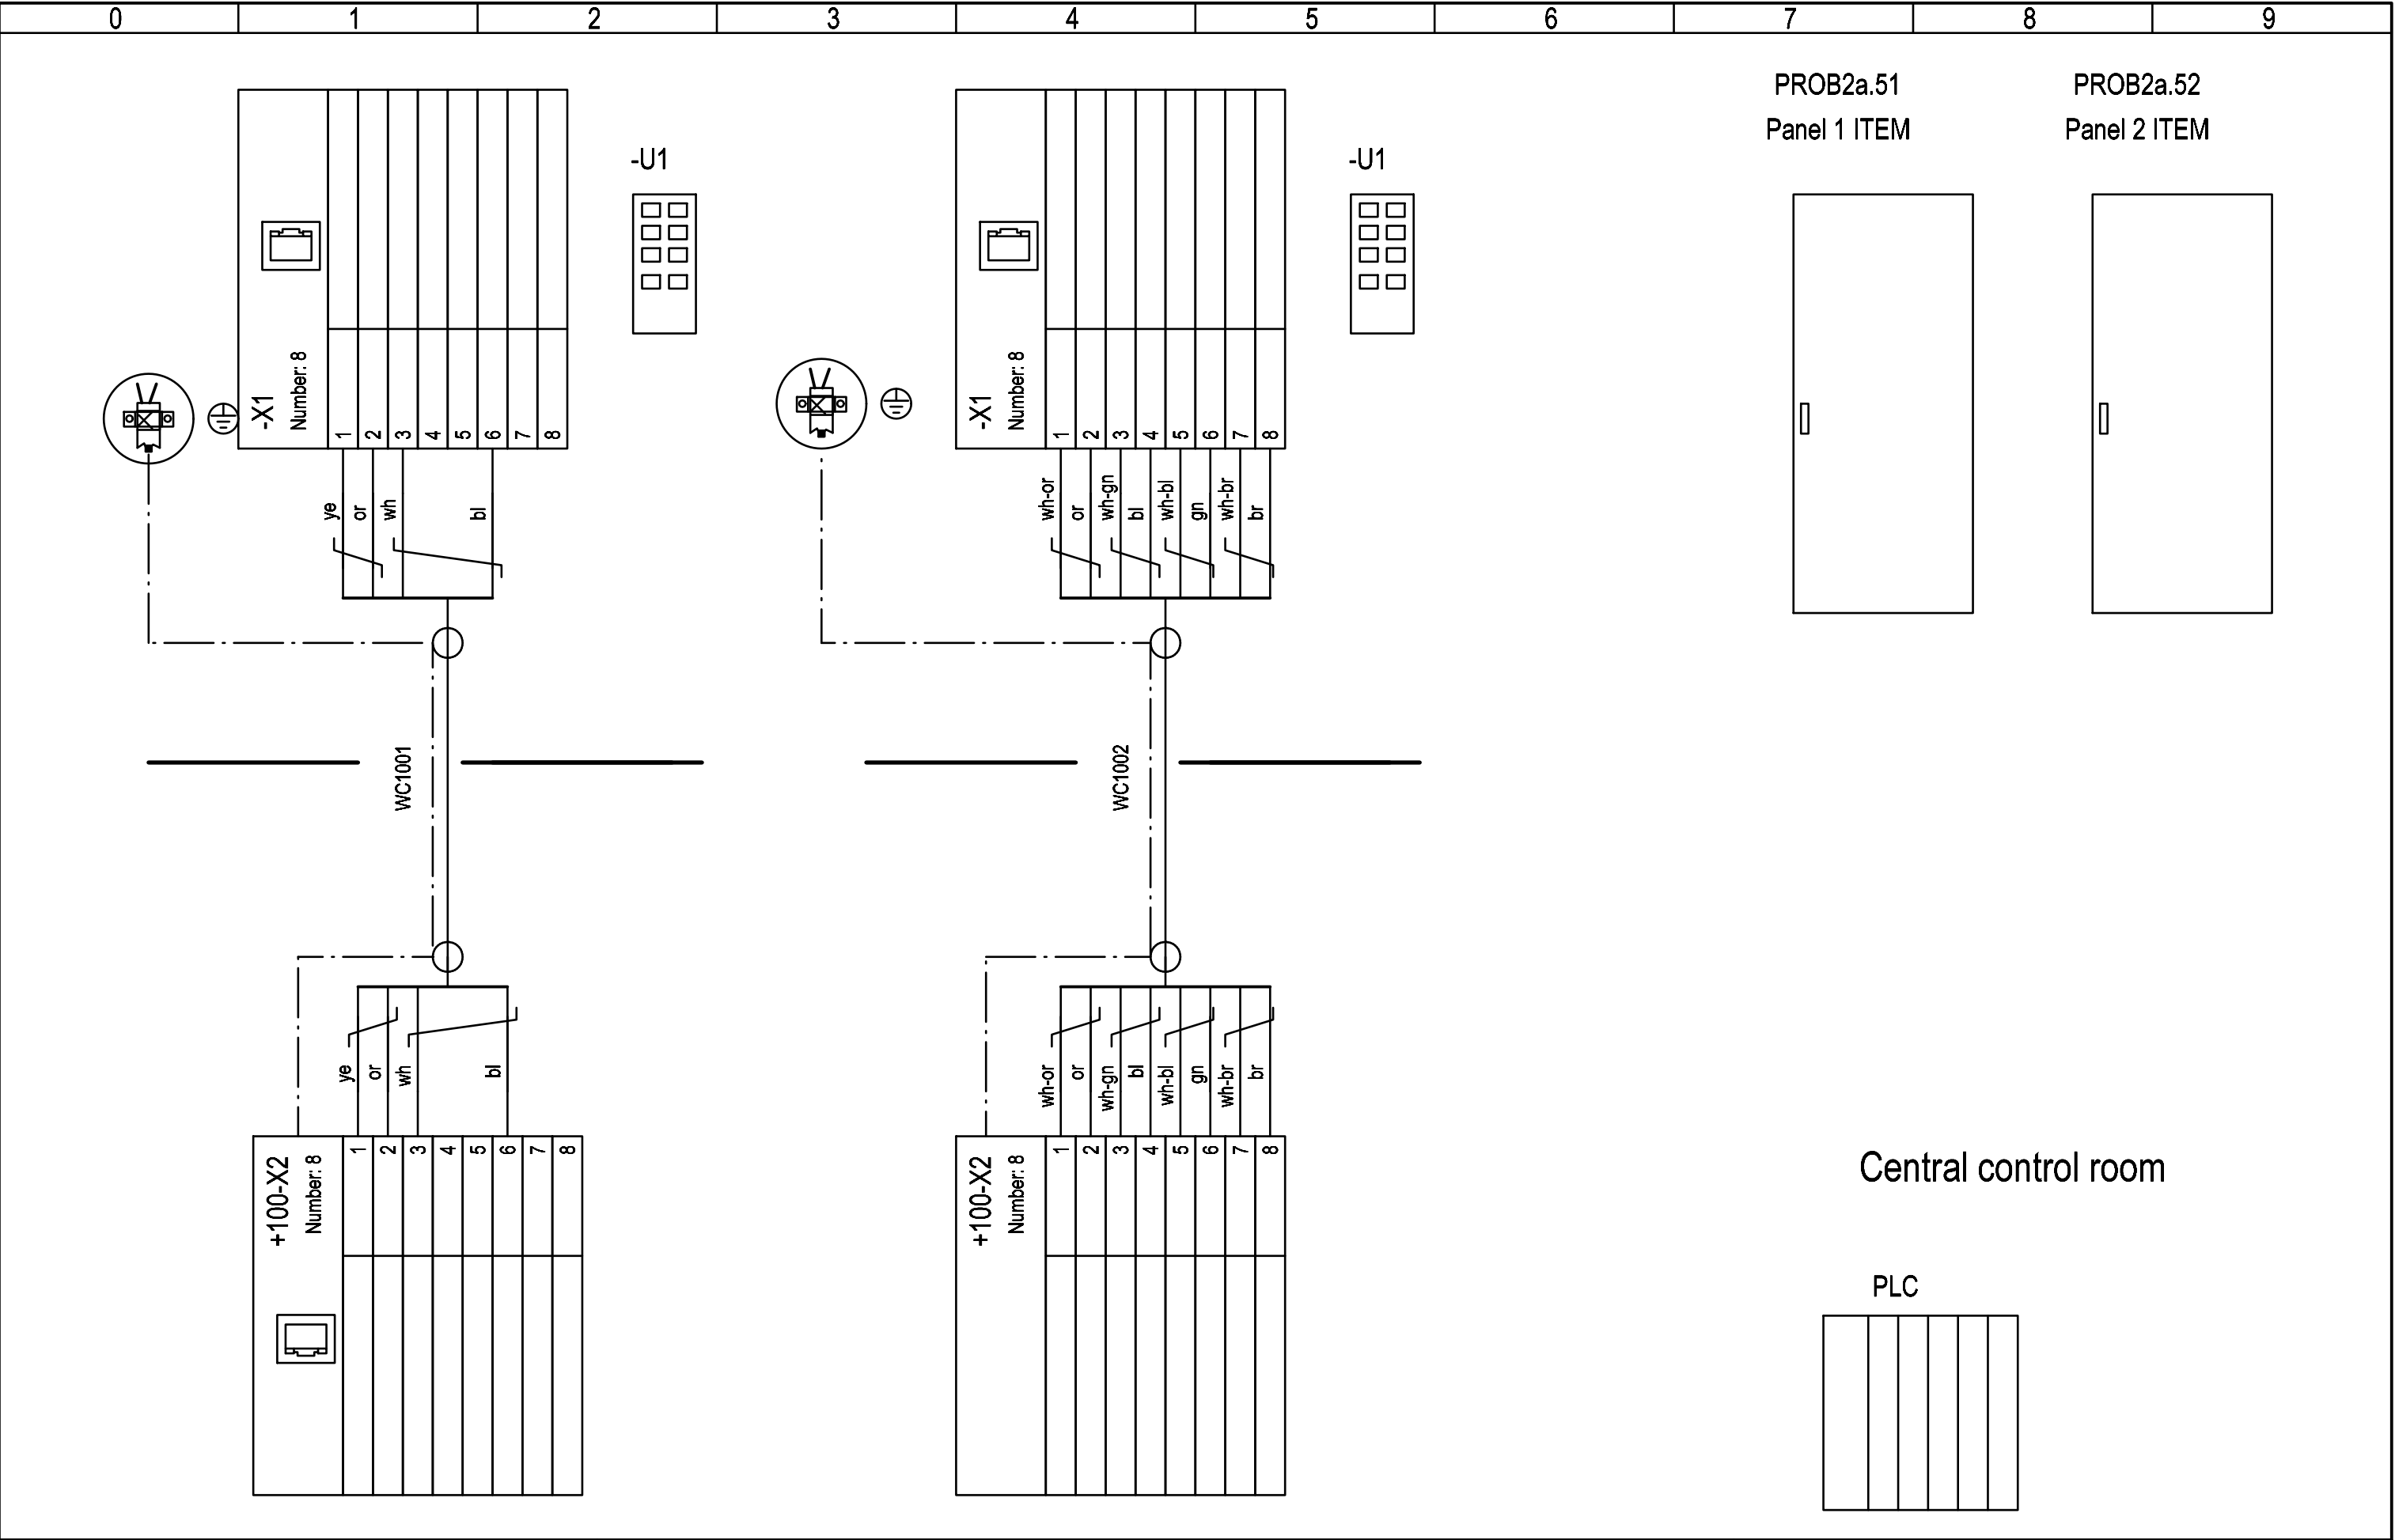 0 1 2 3 4 5 6 7 8 9
PROB2a.51
Panel 1 ITEM
PROB2a.52
Panel 2 ITEM
-U1
-U1
-X1
Number: 8
1 2 3 4 5 6 7 8
ye or wh bl
-X1
Number: 8
1 2 3 4 5 6 7 8
wh-or or wh-gn bl wh-bl gn wh-br br
WC1001
WC1002
ye or wh bl
+100-X2
Number: 8
1 2 3 4 5 6 7 8
wh-or or wh-gn bl wh-bl gn wh-br br
+100-X2
Number: 8
1 2 3 4 5 6 7 8
Central control room
PLC